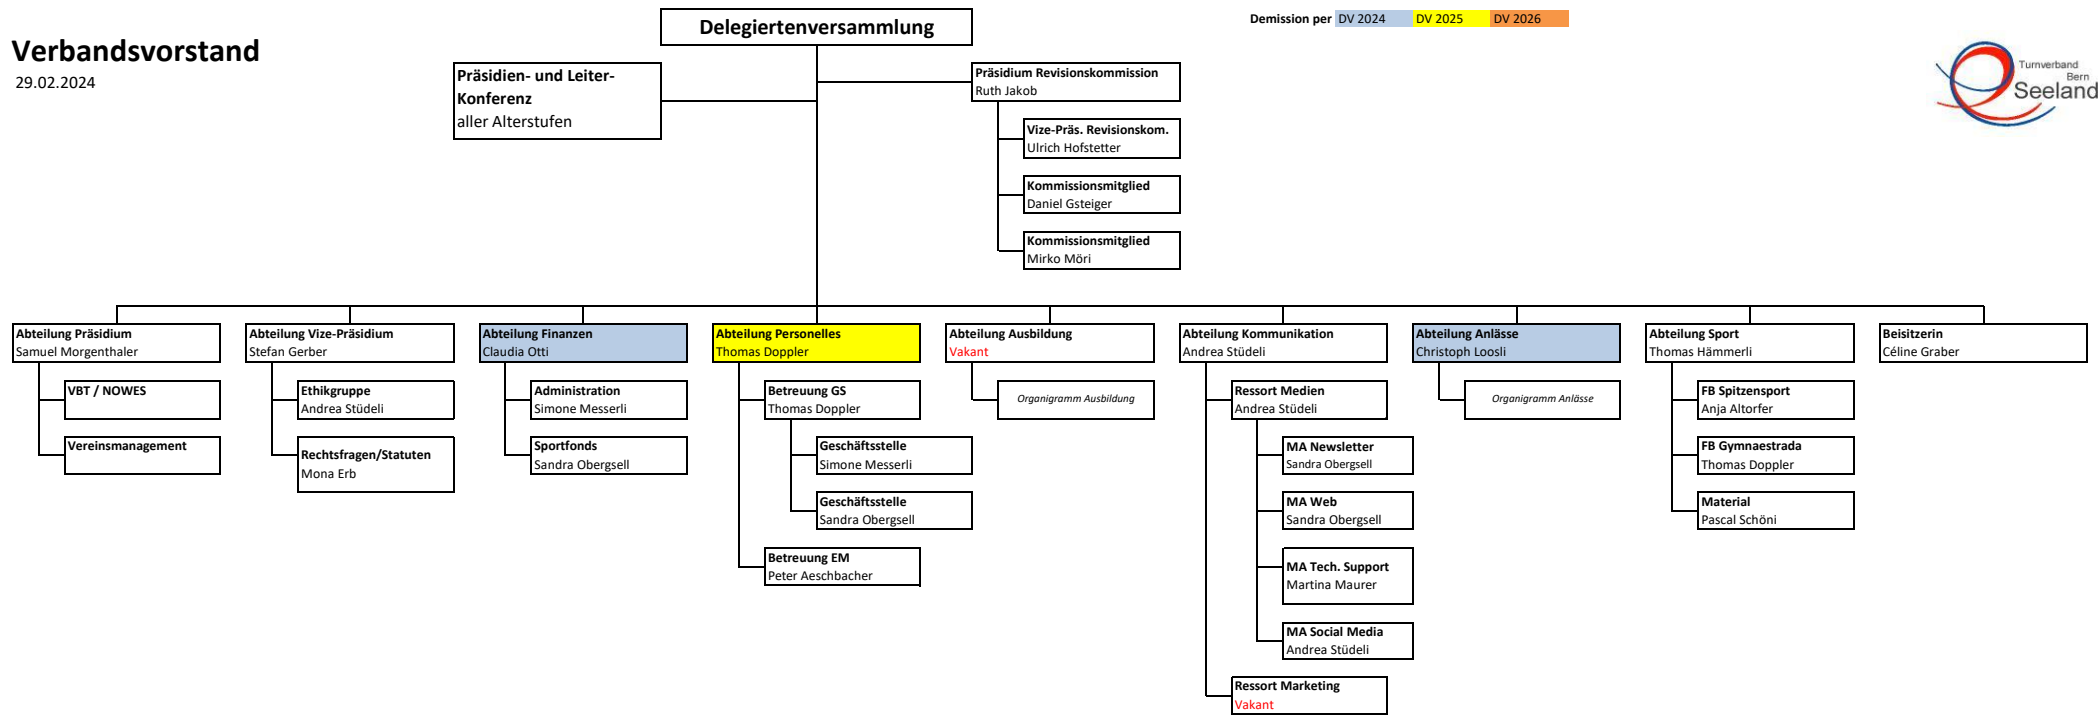 Verbandsvorstand
29.02.2024
Delegiertenversammlung
Demission per DV 2024 DV 2025 DV 2026
Turnverband
Bern
Seeland
Präsidien- und Leiter-
Konferenz
aller Alterstufen
Präsidium Revisionskommission
Ruth Jakob
Vize-Präs. Revisionskom.
Ulrich Hofstetter
Kommissionsmitglied
Daniel Gsteiger
Kommissionsmitglied
Mirko Möri
Abteilung Präsidium
Samuel Morgenthaler
VBT / NOWES
Vereinsmanagement
Abteilung Vize-Präsidium
Stefan Gerber
Ethikgruppe
Andrea Stüdeli
Rechtsfragen/Statuten
Mona Erb
Abteilung Finanzen
Claudia Otti
Administration
Simone Messerli
Sportfonds
Sandra Obergsell
Abteilung Personelles
Thomas Doppler
Betreuung GS
Thomas Doppler
Geschäftsstelle
Simone Messerli
Geschäftsstelle
Sandra Obergsell
Betreuung EM
Peter Aeschbacher
Abteilung Ausbildung
Vakant
Organigramm Ausbildung
Abteilung Kommunikation
Andrea Stüdeli
Ressort Medien
Andrea Stüdeli
MA Newsletter
Sandra Obergsell
MA Web
Sandra Obergsell
MA Tech. Support
Martina Maurer
MA Social Media
Andrea Stüdeli
Ressort Marketing
Vakant
Abteilung Anlässe
Christoph Loosli
Organigramm Anlässe
Abteilung Sport
Thomas Hämmerli
FB Spitzensport
Anja Altorfer
FB Gymnaestrada
Thomas Doppler
Material
Pascal Schöni
Beisitzerin
Céline Graber